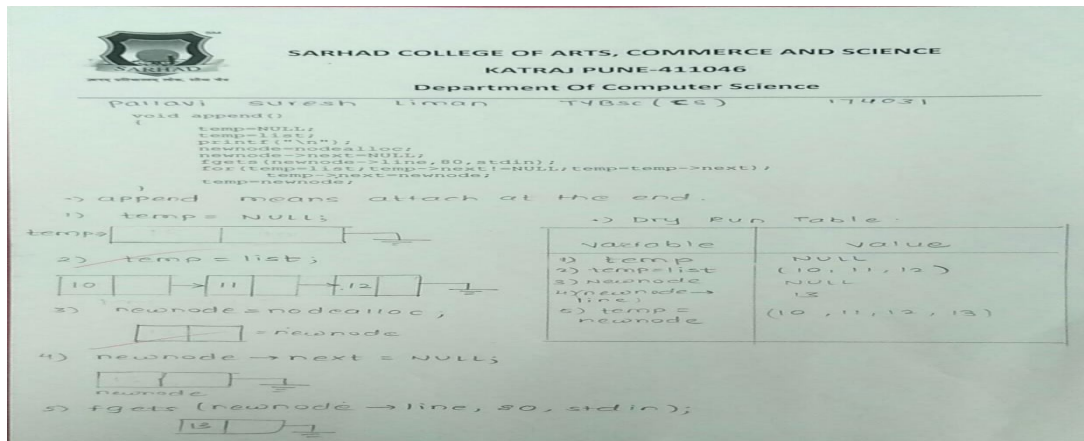 SARHAD
SARHAD COLLEGE OF ARTS, COMMERCE AND SCIENCE
KATRAJ PUNE-411046
Department Of Computer Science
Pallavi Suresh Liman TYBSc (CS) 174031
void append()
{
temp=NULL;
temp=list;
printf("\n");
newnode=nodealloc;
newnode->next=NULL;
fgets(newnode->line,80,stdin);
for(temp=list;temp->next!=NULL;temp=temp->next);
temp->next=newnode;
temp=newnode;
}
→ append means attach at the end.
1) temp = NULL;
temp→
2) temp = list;
10 → 11 → 12
3) newnode = nodealloc;
= newnode
4) newnode → next = NULL;
newnode
5) fgets (newnode → line, 80, stdin);
13
→ Dry Run Table.
variable value
1) temp NULL
2) temp=list (10, 11, 12)
3) Newnode NULL
4) newnode→ 13
line;
5) temp = (10, 11, 12, 13)
newnode